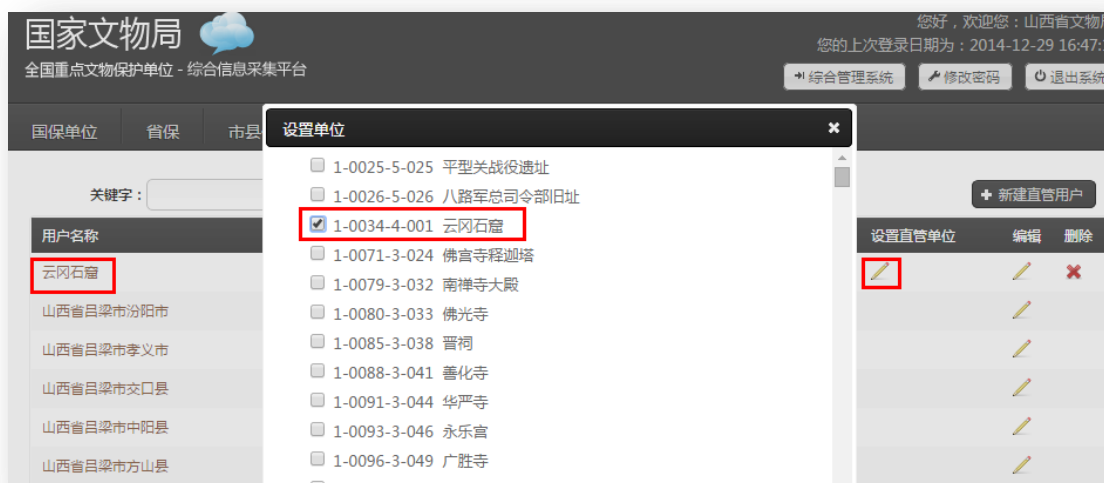 国家文物局
全国重点文物保护单位 - 综合信息采集平台
您好，欢迎您：山西省文物
您的上次登录日期为：2014-12-29 16:47:
综合管理系统 修改密码 退出系统
国保单位 省保 市县
设置单位
1-0025-5-025 平型关战役遗址
1-0026-5-026 八路军总司令部旧址
1-0034-4-001 云冈石窟
1-0071-3-024 佛宫寺释迦塔
1-0079-3-032 南禅寺大殿
1-0080-3-033 佛光寺
1-0085-3-038 晋祠
1-0088-3-041 善化寺
1-0091-3-044 华严寺
1-0093-3-046 永乐宫
1-0096-3-049 广胜寺
关键字：
新建直管用户
用户名称 设置直管单位 编辑 删除
云冈石窟
山西省吕梁市汾阳市
山西省吕梁市孝义市
山西省吕梁市交口县
山西省吕梁市中阳县
山西省吕梁市方山县